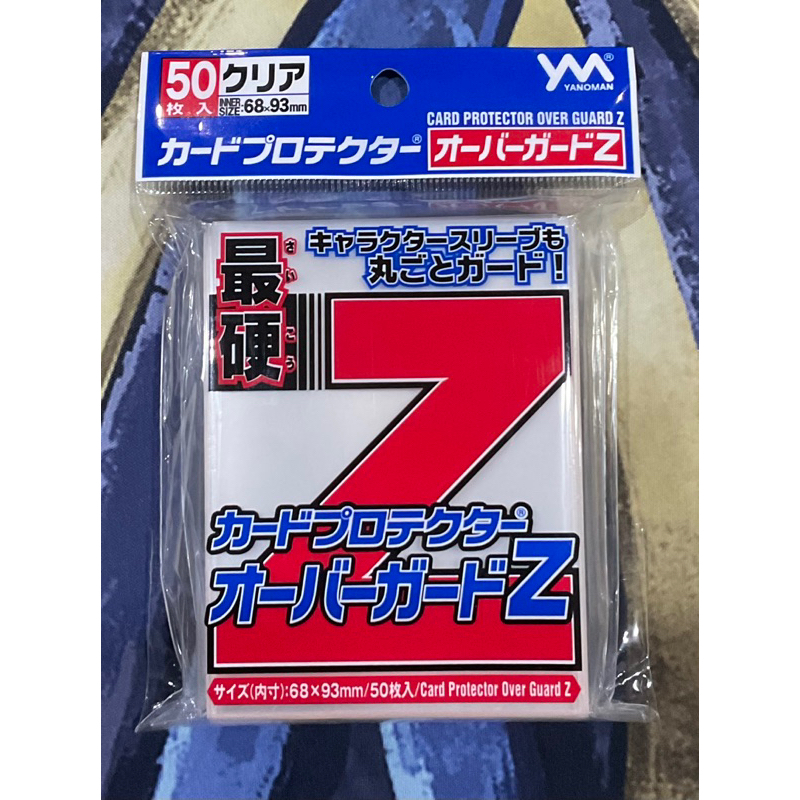 50
枚入
クリア
INNER SIZE:68×93mm
YM®
YANOMAN
CARD PROTECTOR OVER GUARD Z
カードプロテクター®
オーバーガードZ
最硬
さいこう
キャラクタースリーブも
丸ごとガード!
Z
カードプロテクター®
オーバーガードZ
サイズ(内寸):68×93mm/50枚入/Card Protector Over Guard Z